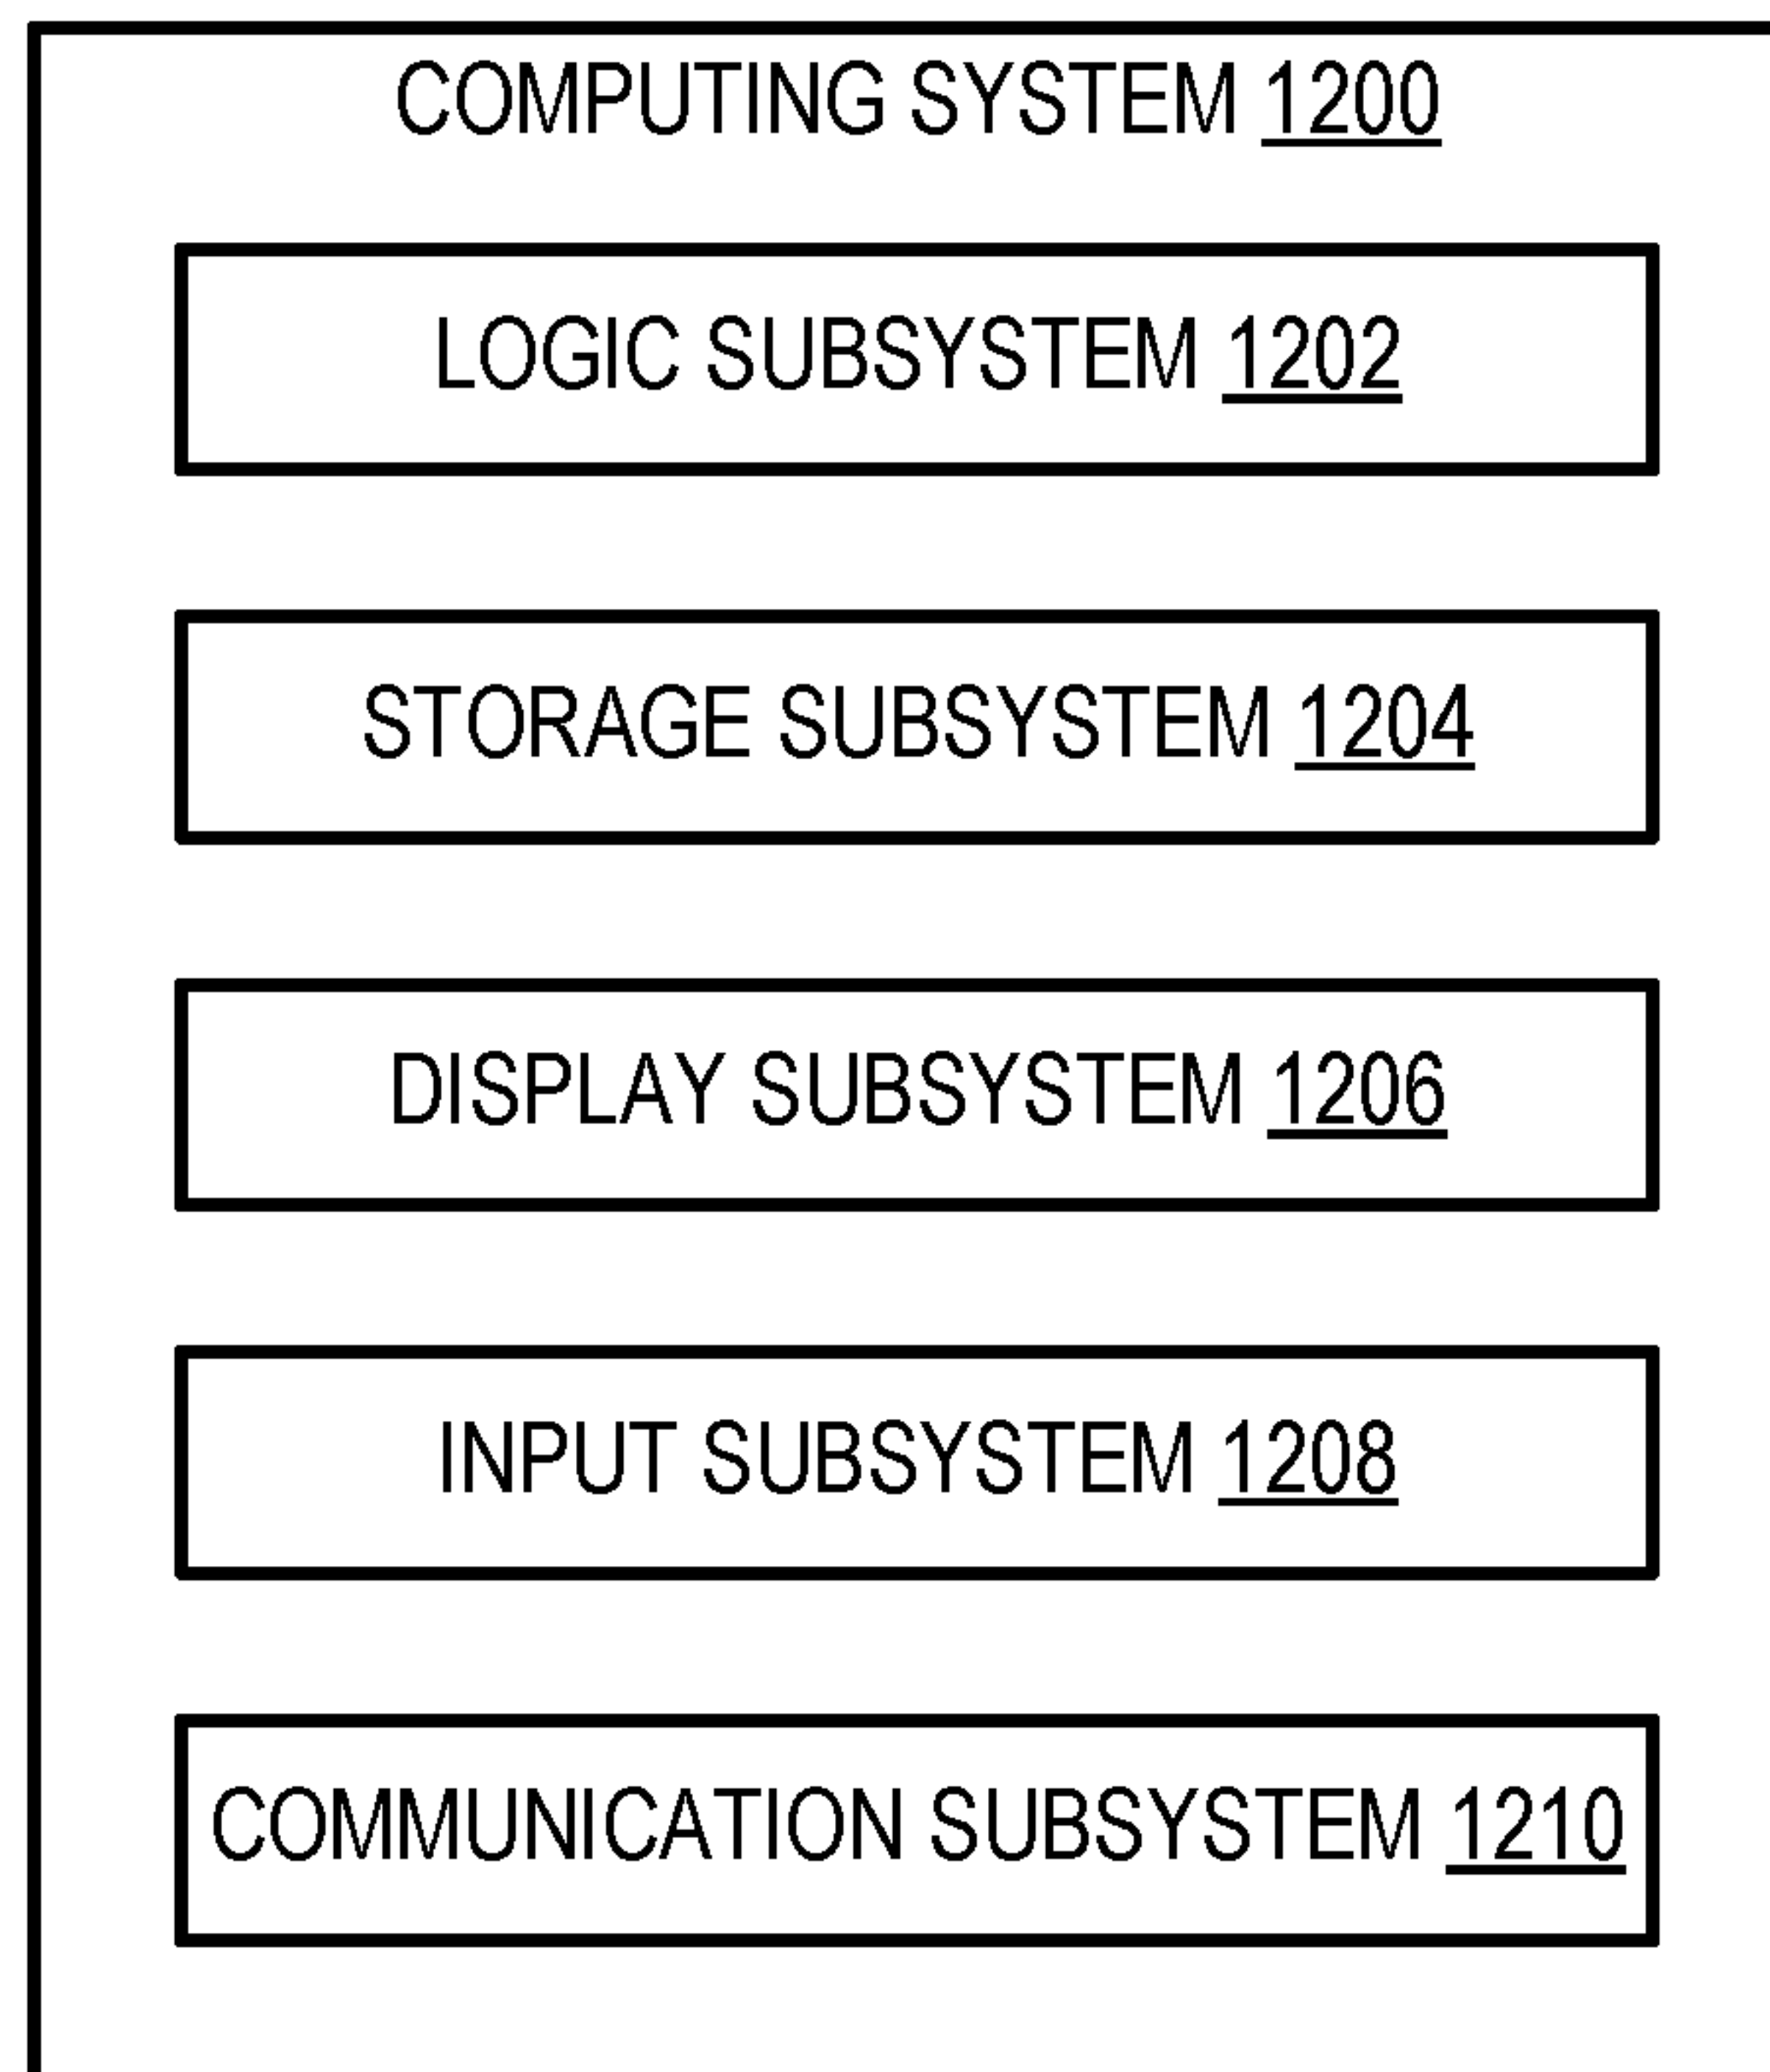 COMPUTING SYSTEM 1200
LOGIC SUBSYSTEM 1202
STORAGE SUBSYSTEM 1204
DISPLAY SUBSYSTEM 1206
INPUT SUBSYSTEM 1208
COMMUNICATION SUBSYSTEM 1210